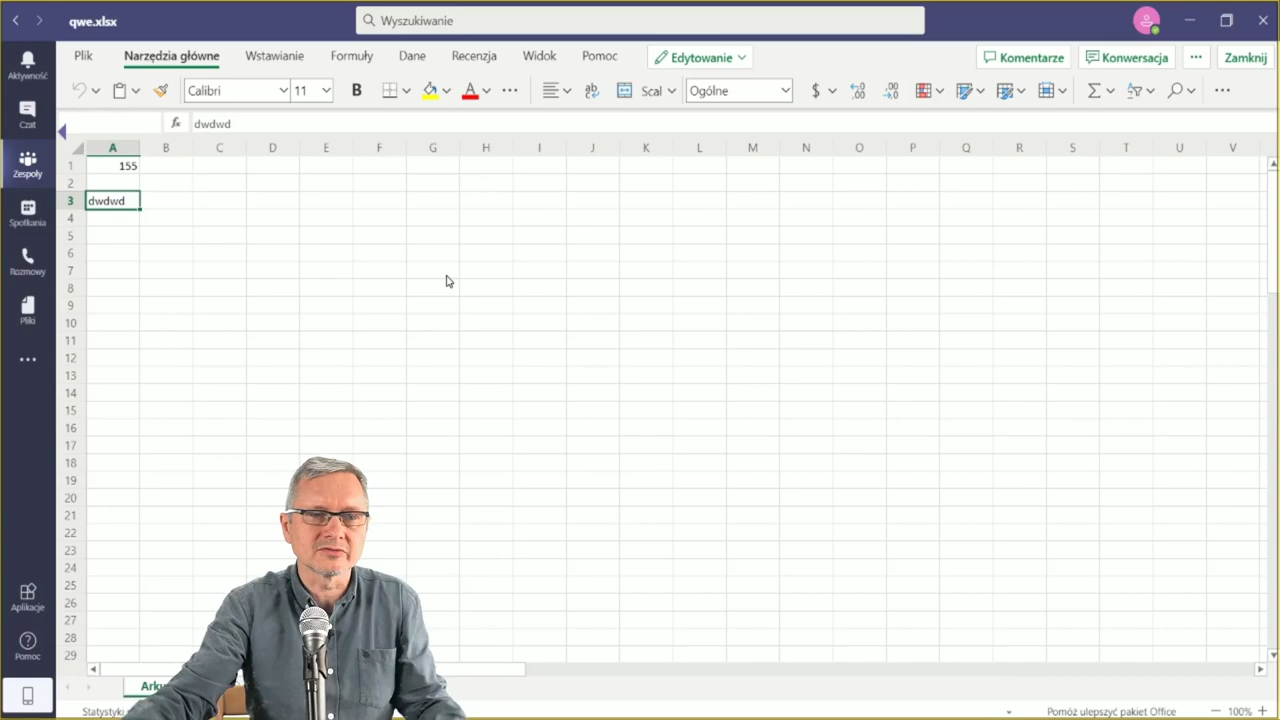 qwe.xlsx
Wyszukiwanie
Aktywność
Czat
Zespoły
Spotkania
Rozmowy
Pliki
Aplikacje
Pomoc
Plik Narzędzia główne Wstawianie Formuły Dane Recenzja Widok Pomoc Edytowanie Komentarze Konwersacja Zamknij
Calibri 11 B A Scal Ogólne $ ,00 ,00 Σ
fx dwdwd
A B C D E F G H I J K L M N O P Q R S T U V
1 155
2
3 dwdwd
4
5
6
7
8
9
10
11
12
13
14
15
16
17
18
19
20
21
22
23
24
25
26
27
28
29
Statystyki Pomóż ulepszyć pakiet Office 100%